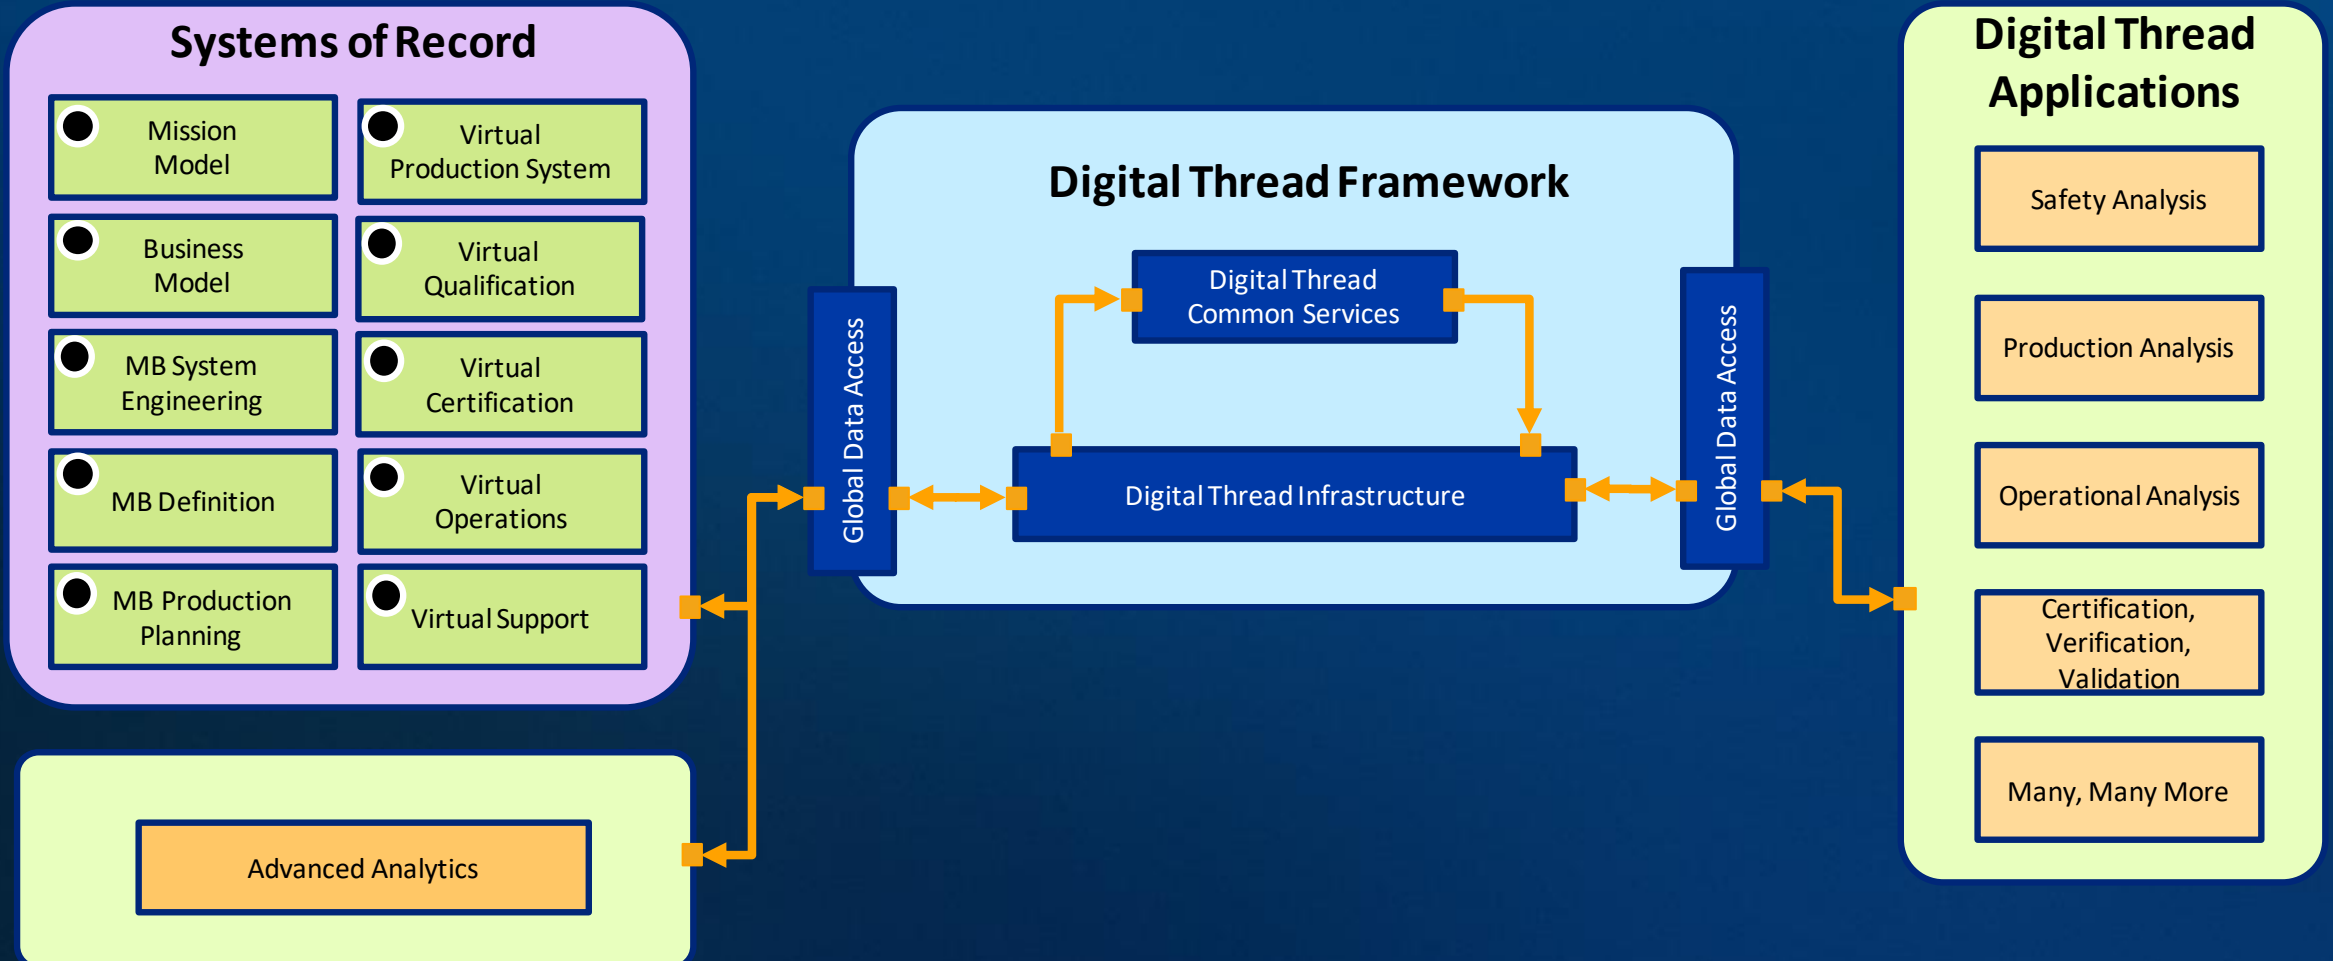 Systems of Record
Mission
Model
Virtual
Production System
Business
Model
Virtual
Qualification
MB System
Engineering
Virtual
Certification
MB Definition
Virtual
Operations
MB Production
Planning
Virtual Support
Advanced Analytics
Digital Thread Framework
Digital Thread
Common Services
Global Data Access
Digital Thread Infrastructure
Global Data Access
Digital Thread
Applications
Safety Analysis
Production Analysis
Operational Analysis
Certification,
Verification,
Validation
Many, Many More